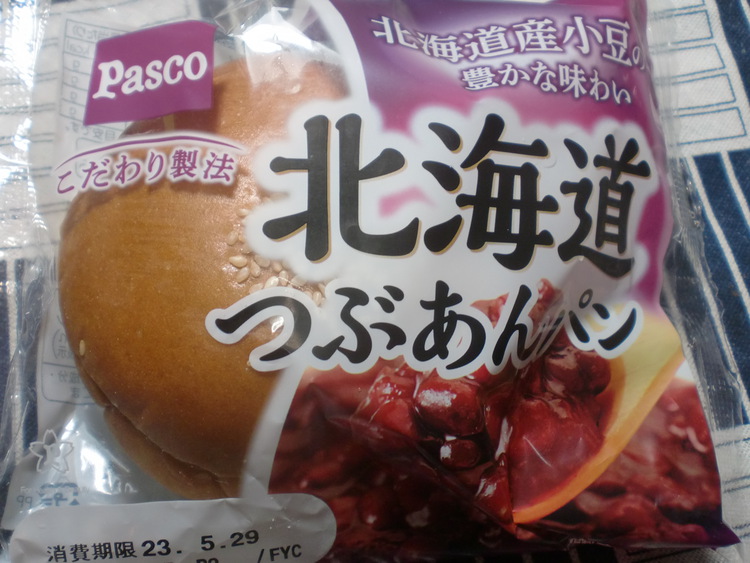 Pasco
こだわり製法
北海道産小豆の
豊かな味わい
北海道
つぶあんパン
消費期限 23. 5.29
/FYC